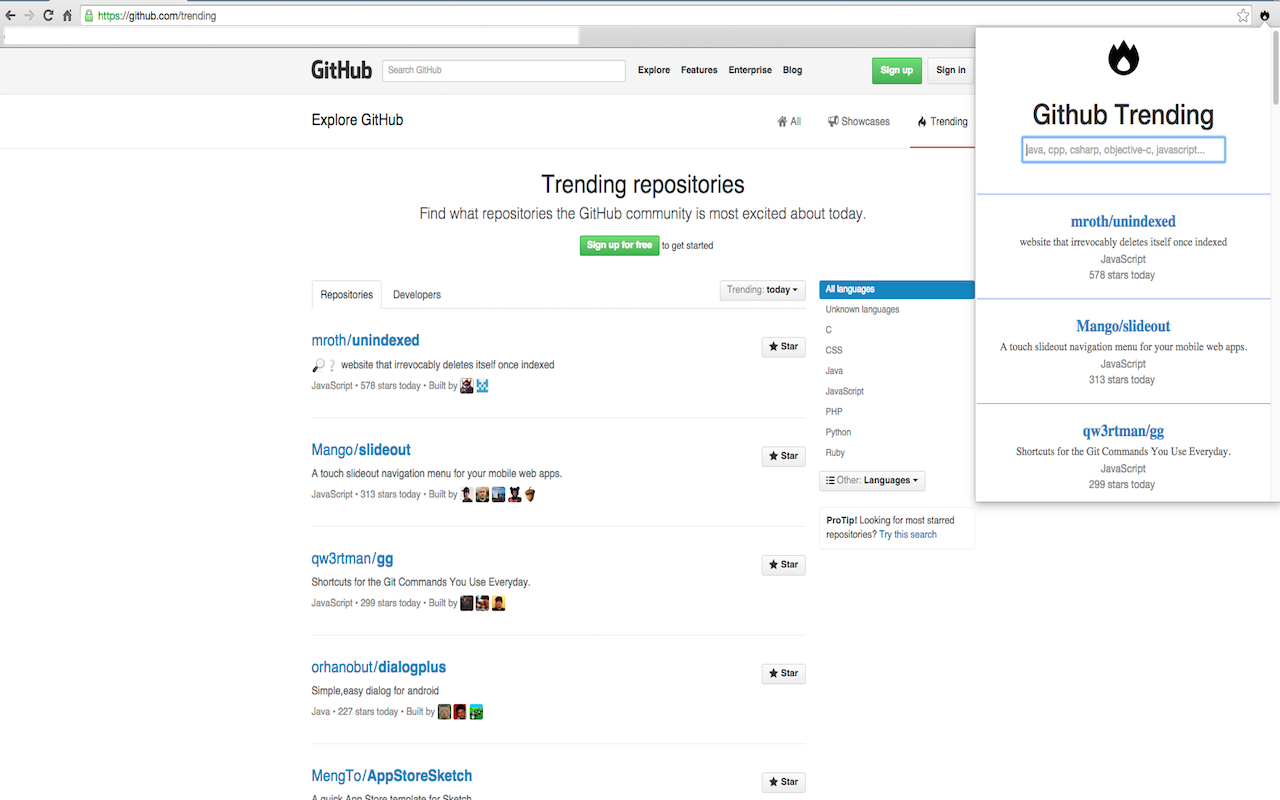 https://github.com/trending
GitHub
Search GitHub
Explore
Features
Enterprise
Blog
Sign up
Sign in
Explore GitHub
All
Showcases
Trending
Trending repositories
Find what repositories the GitHub community is most excited about today.
Sign up for free to get started
Repositories
Developers
Trending: today
mroth/unindexed
Star
website that irrevocably deletes itself once indexed
JavaScript • 578 stars today • Built by
Mango/slideout
Star
A touch slideout navigation menu for your mobile web apps.
JavaScript • 313 stars today • Built by
qw3rtman/gg
Star
Shortcuts for the Git Commands You Use Everyday.
JavaScript • 299 stars today • Built by
orhanobut/dialogplus
Star
Simple,easy dialog for android
Java • 227 stars today • Built by
MengTo/AppStoreSketch
Star
A quick App Store template for Sketch
All languages
Unknown languages
C
CSS
Java
JavaScript
PHP
Python
Ruby
Other: Languages
ProTip! Looking for most starred
repositories? Try this search
Github Trending
java, cpp, csharp, objective-c, javascript...
mroth/unindexed
website that irrevocably deletes itself once indexed
JavaScript
578 stars today
Mango/slideout
A touch slideout navigation menu for your mobile web apps.
JavaScript
313 stars today
qw3rtman/gg
Shortcuts for the Git Commands You Use Everyday.
JavaScript
299 stars today